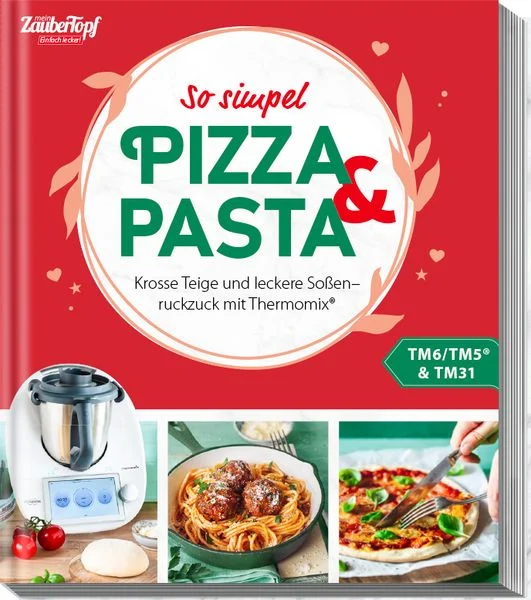 mein
ZauberTopf
Einfach lecker!
So simpel
PIZZA
&
PASTA
Krosse Teige und leckere Soßen–
ruckzuck mit Thermomix®
TM6/TM5®
& TM31